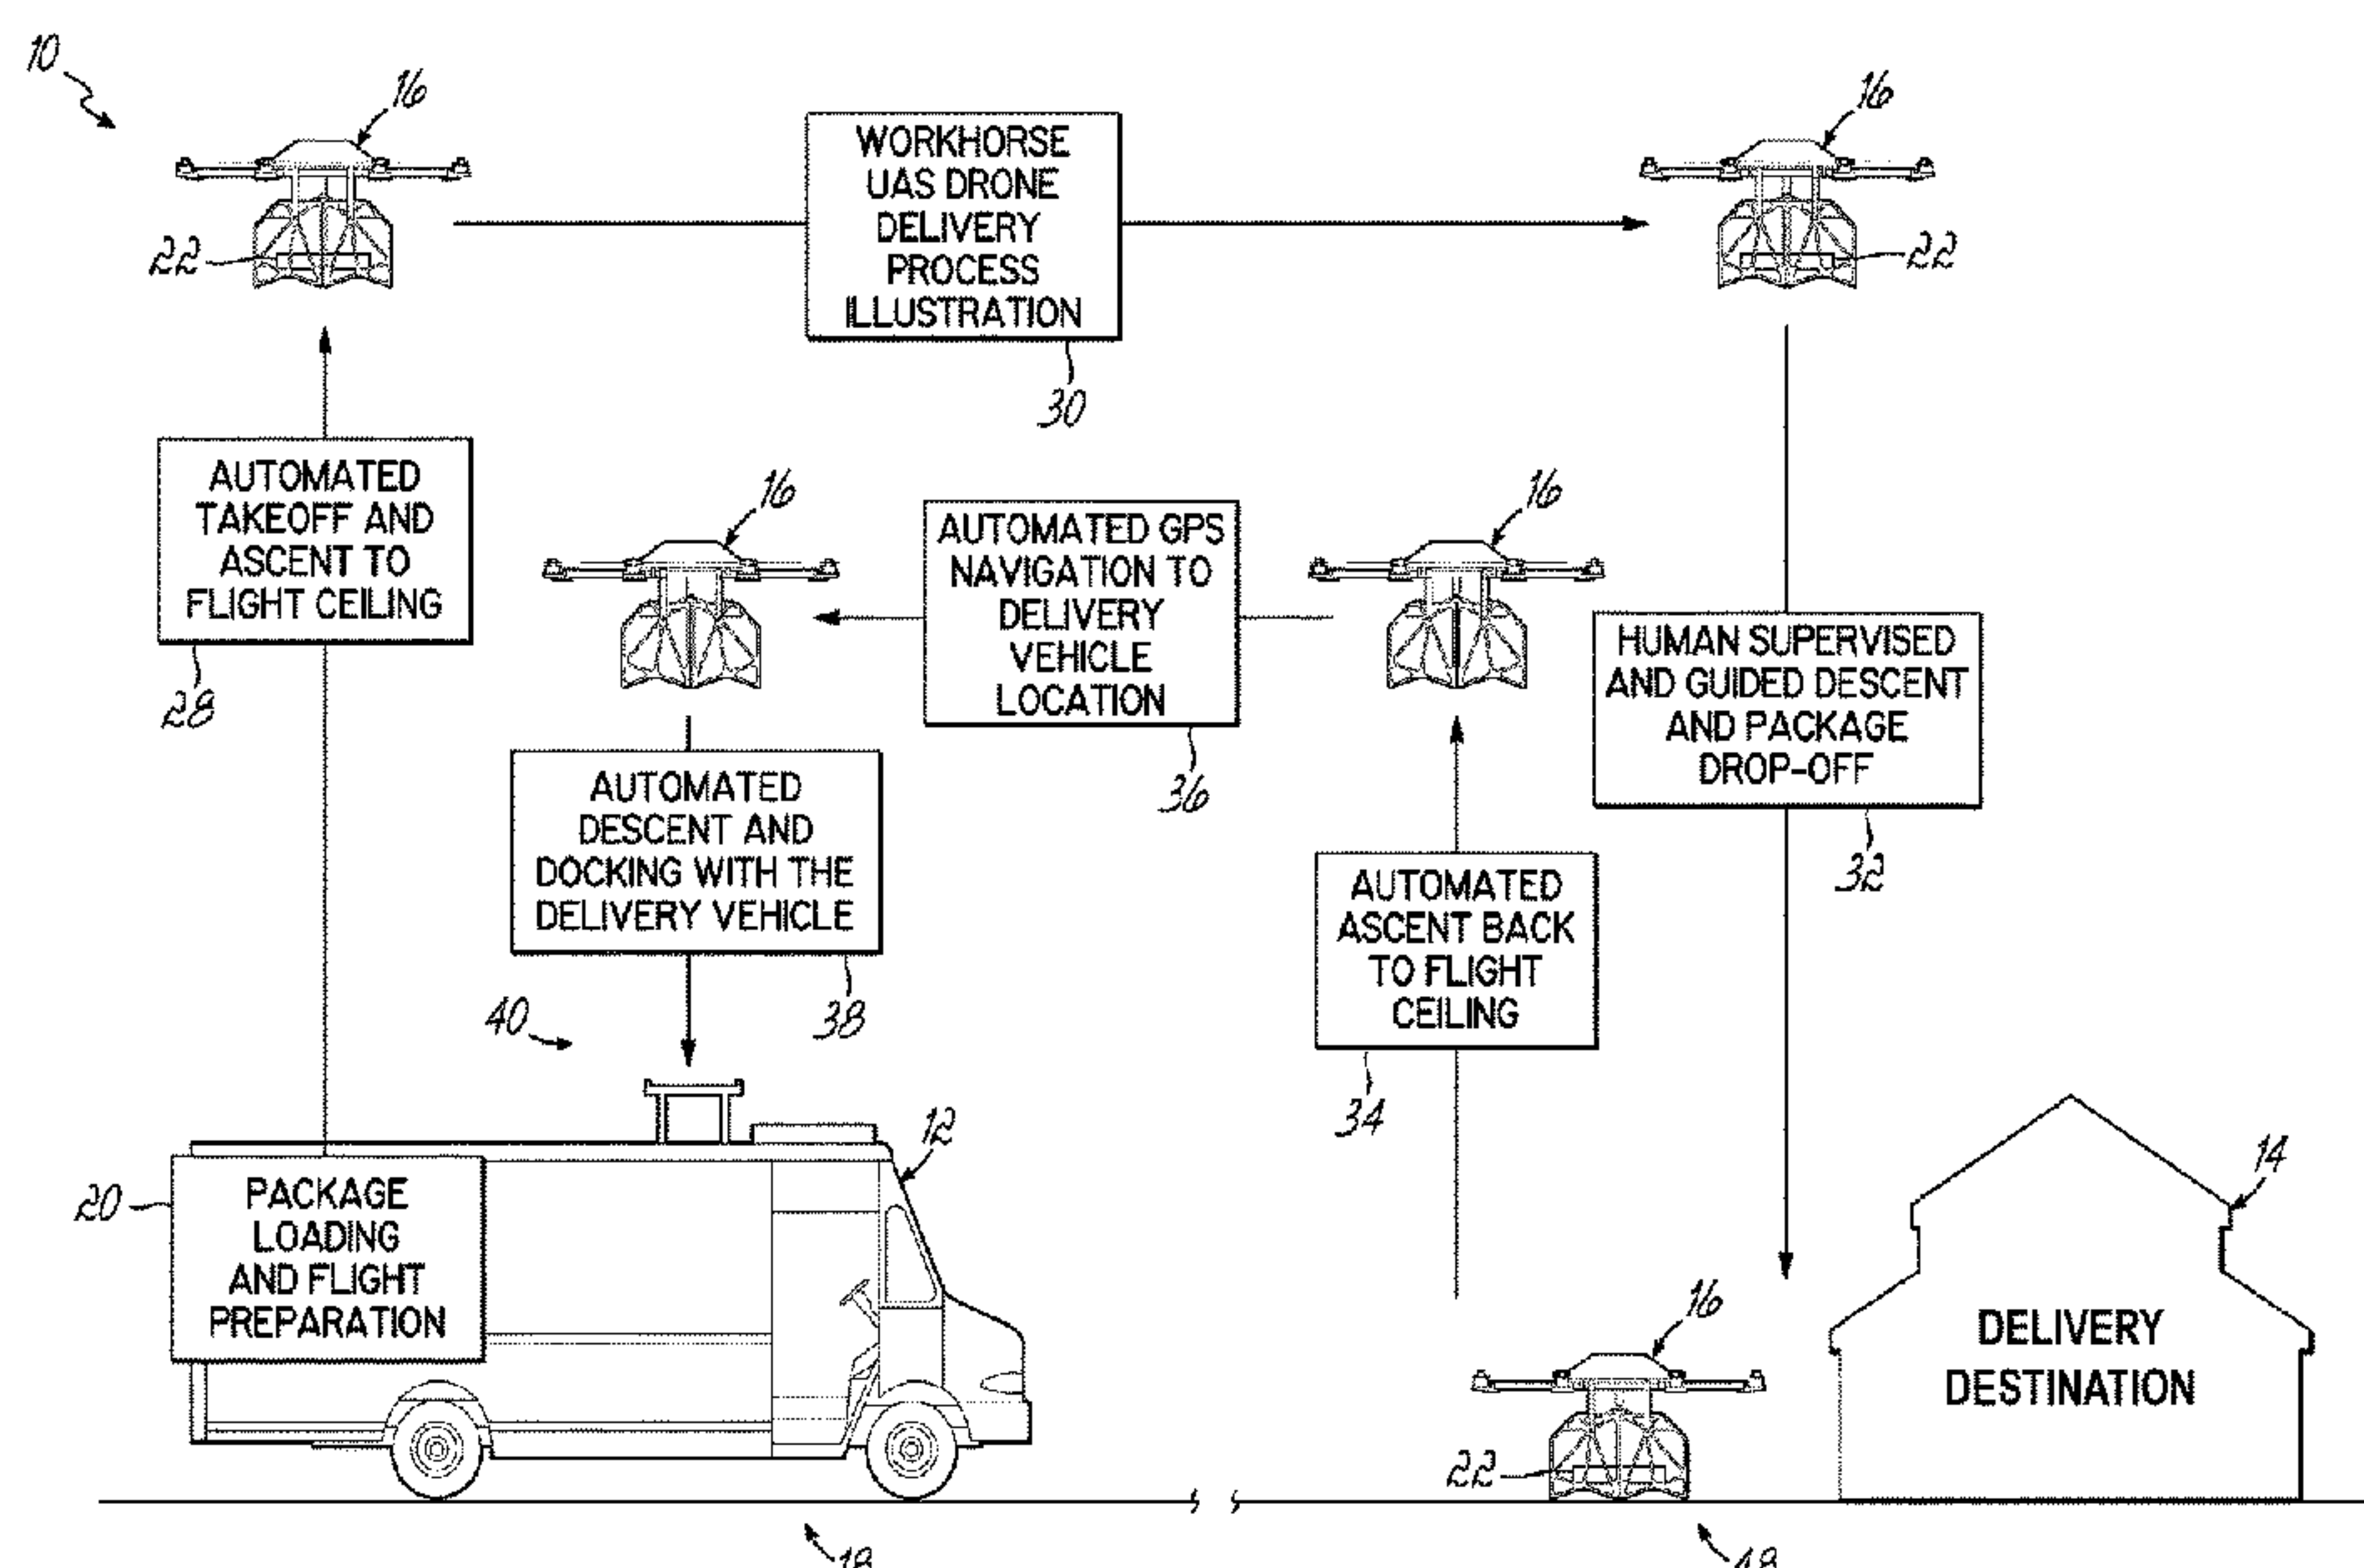 10
16
16
WORKHORSE
UAS DRONE
DELIVERY
PROCESS
ILLUSTRATION
22
22
30
AUTOMATED
TAKEOFF AND
ASCENT TO
FLIGHT CEILING
28
16
16
AUTOMATED GPS
NAVIGATION TO
DELIVERY
VEHICLE
LOCATION
36
HUMAN SUPERVISED
AND GUIDED DESCENT
AND PACKAGE
DROP-OFF
32
AUTOMATED
DESCENT AND
DOCKING WITH THE
DELIVERY VEHICLE
38
AUTOMATED
ASCENT BACK
TO FLIGHT
CEILING
34
40
12
14
20
PACKAGE
LOADING
AND FLIGHT
PREPARATION
16
DELIVERY
DESTINATION
22
18
48